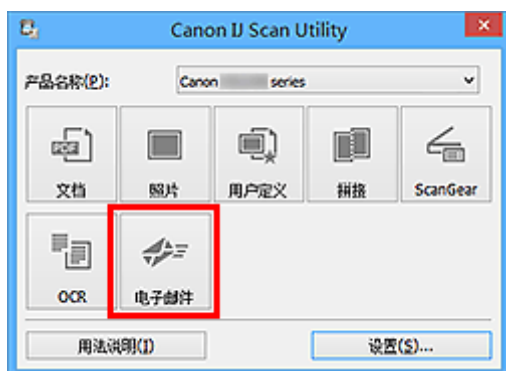 Canon IJ Scan Utility
产品名称(P):
Canon series
PDF
文档
照片
用户定义
拼接
ScanGear
OCR
电子邮件
用法说明(I)
设置(S)...